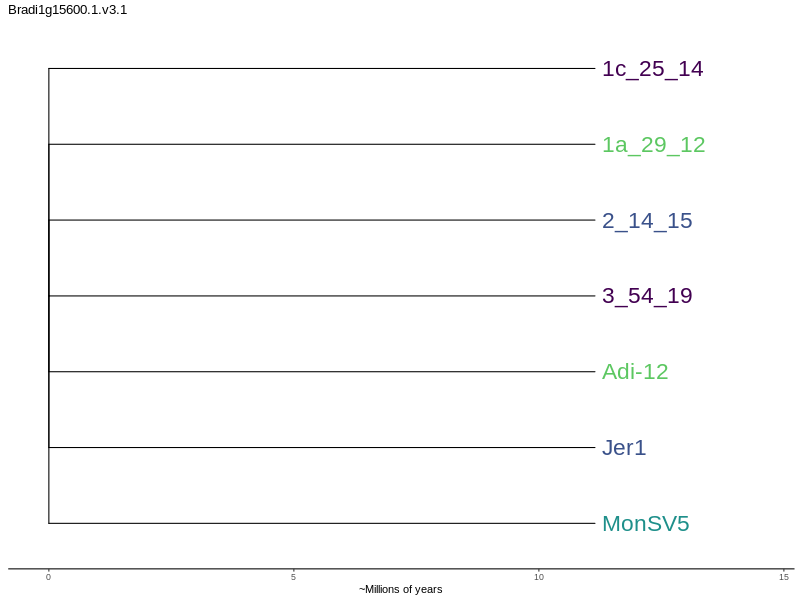 Bradi1g15600.1.v3.1
1c_25_14
1a_29_12
2_14_15
3_54_19
Adi-12
Jer1
MonSV5
0 5 10 15
~Millions of years